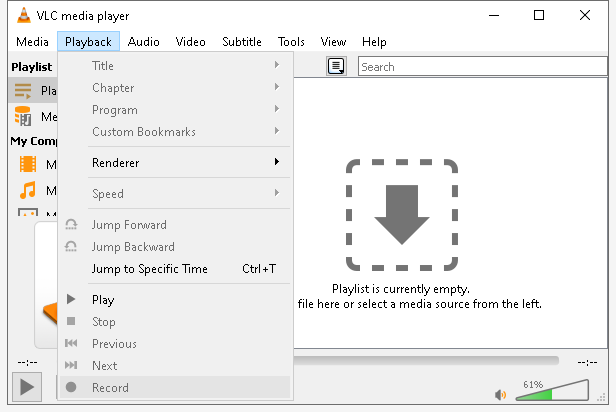 VLC media player
Media Playback Audio Video Subtitle Tools View Help
Playlist
Pla
Me
My Comp
M
M
M
Title
Chapter
Program
Custom Bookmarks
Renderer
Speed
Jump Forward
Jump Backward
Jump to Specific Time Ctrl+T
Play
Stop
Previous
Next
Record
Search
Playlist is currently empty.
file here or select a media source from the left.
--:-- --:--
61%